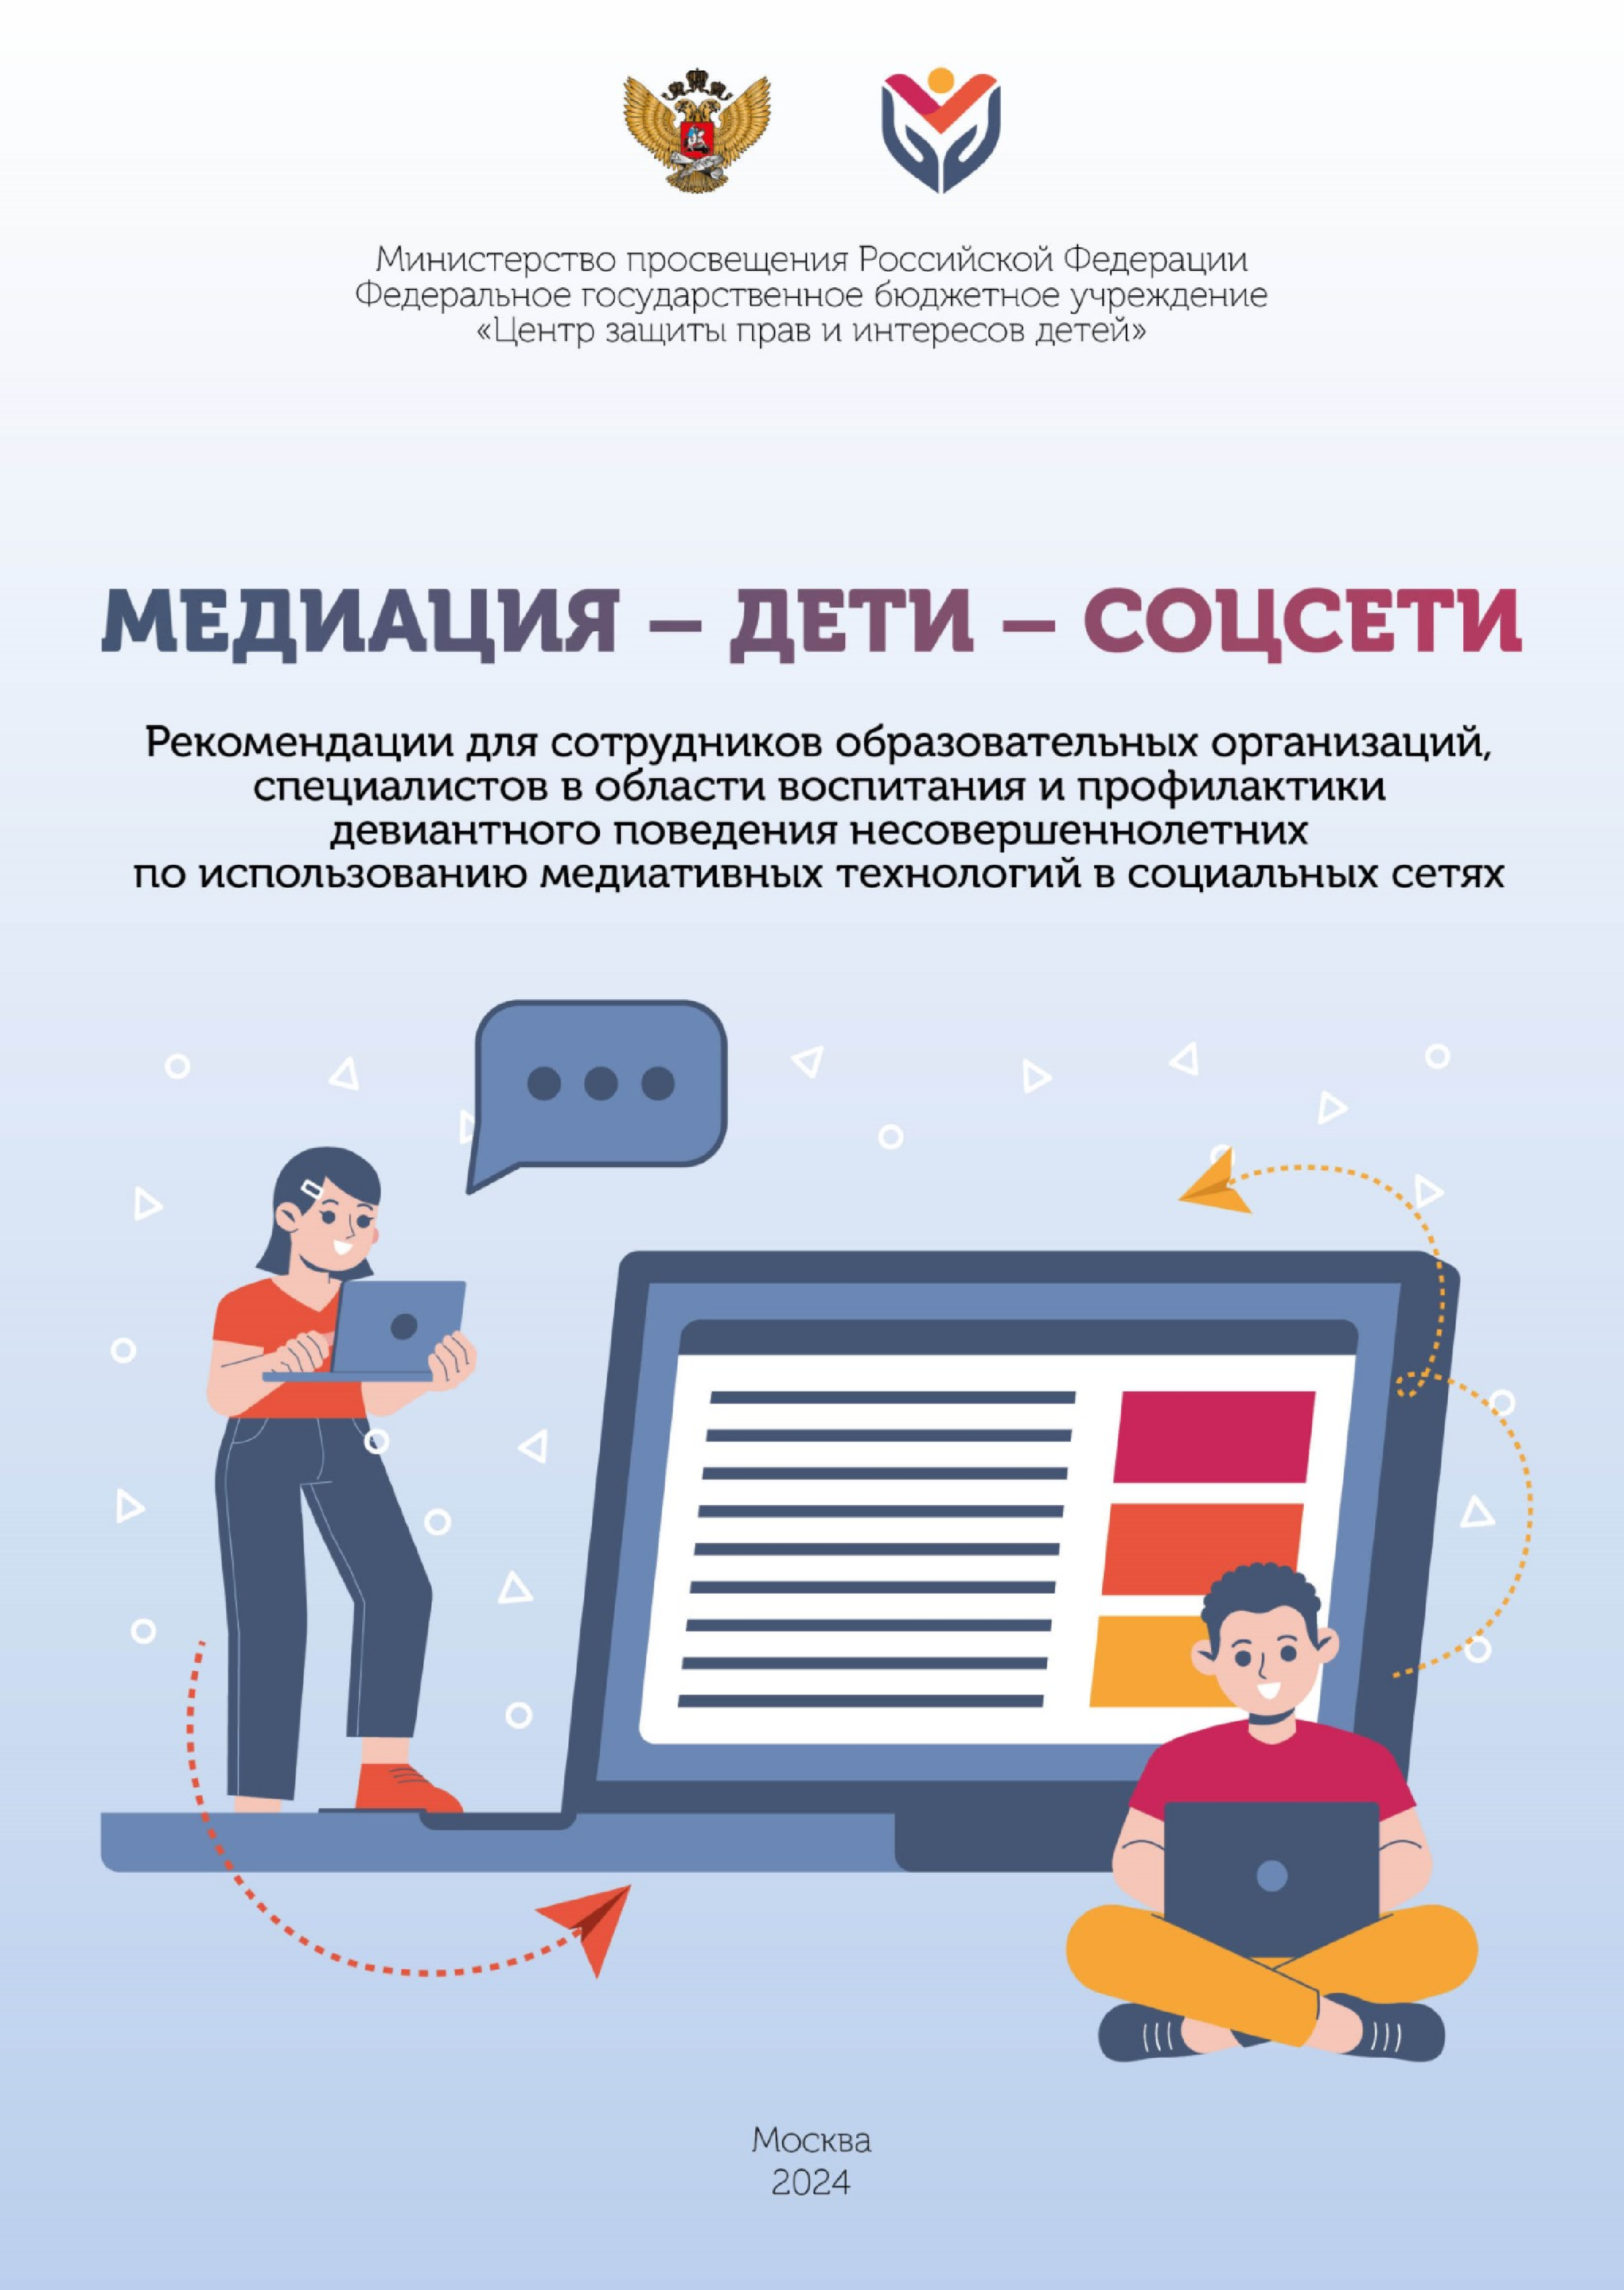 Министерство просвещения Российской Федерации
Федеральное государственное бюджетное учреждение
«Центр защиты прав и интересов детей»
МЕДИАЦИЯ – ДЕТИ – СОЦСЕТИ
Рекомендации для сотрудников образовательных организаций,
специалистов в области воспитания и профилактики
девиантного поведения несовершеннолетних
по использованию медиативных технологий в социальных сетях
Москва
2024